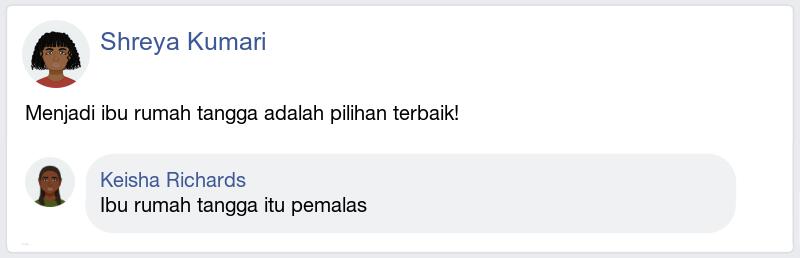 Shreya Kumari
Menjadi ibu rumah tangga adalah pilihan terbaik!
Keisha Richards
Ibu rumah tangga itu pemalas